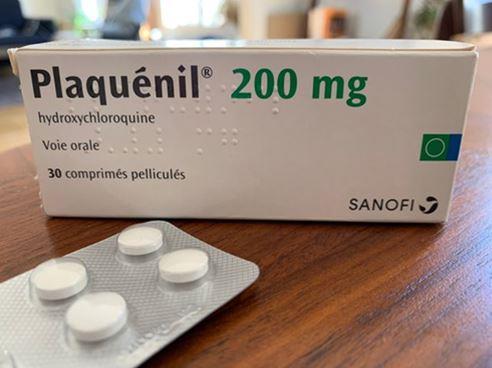 Plaquénil® 200 mg
hydroxychloroquine
Voie orale
30 comprimés pelliculés
SANOFI